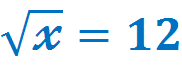 √x = 12